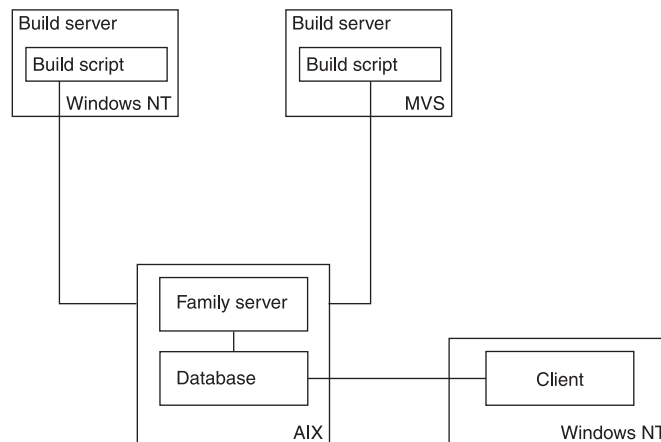 Build server
Build script
Windows NT
Build server
Build script
MVS
Family server
Database
AIX
Client
Windows NT